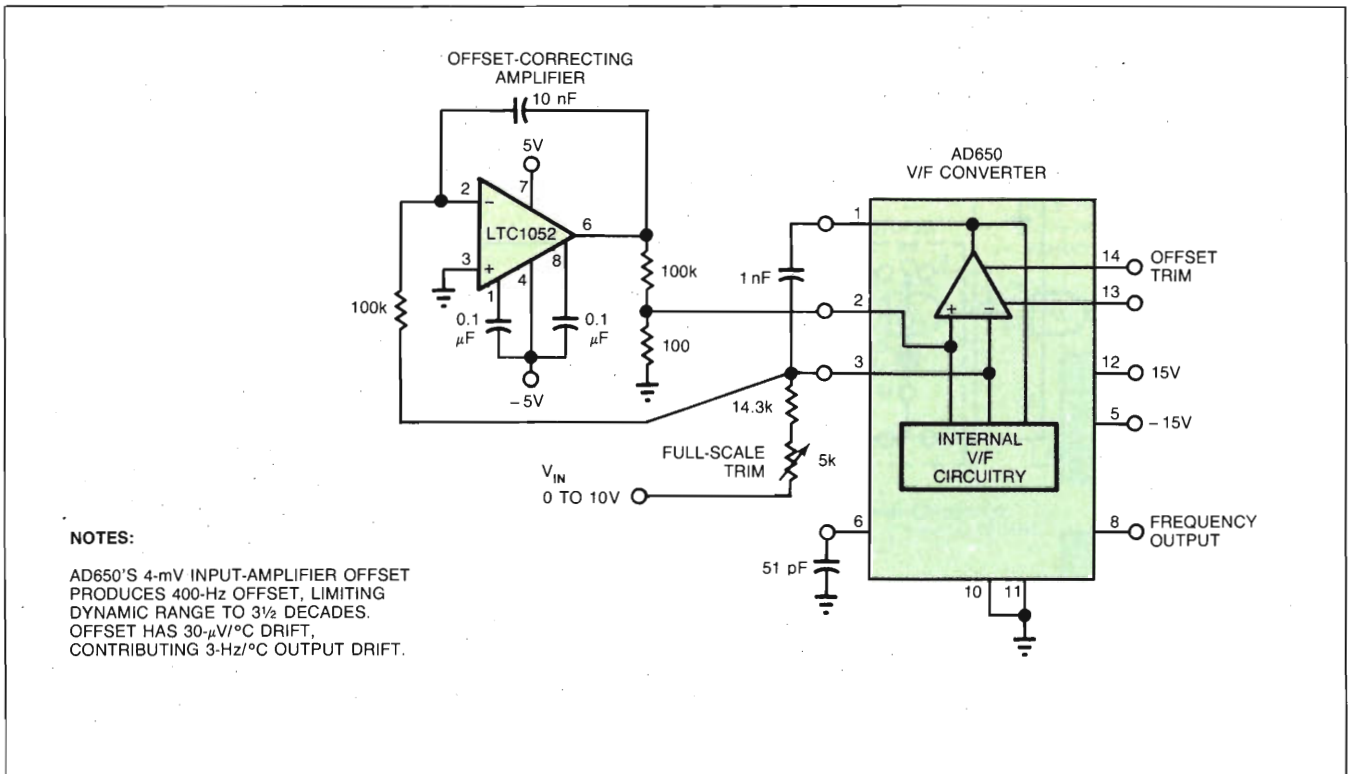 OFFSET-CORRECTING
AMPLIFIER
10 nF
5V
7
2
−
LTC1052
6
3
+
8
4
1
100k
0.1
μF
0.1
μF
−5V
100k
100
AD650
V/F CONVERTER
1
1 nF
2
3
14.3k
FULL-SCALE
TRIM
5k
V_IN
0 TO 10V
+
−
INTERNAL
V/F
CIRCUITRY
14
OFFSET
TRIM
13
12
15V
5
−15V
6
51 pF
8
FREQUENCY
OUTPUT
10
11
NOTES:
AD650'S 4-mV INPUT-AMPLIFIER OFFSET
PRODUCES 400-Hz OFFSET, LIMITING
DYNAMIC RANGE TO 3½ DECADES.
OFFSET HAS 30-μV/°C DRIFT,
CONTRIBUTING 3-Hz/°C OUTPUT DRIFT.